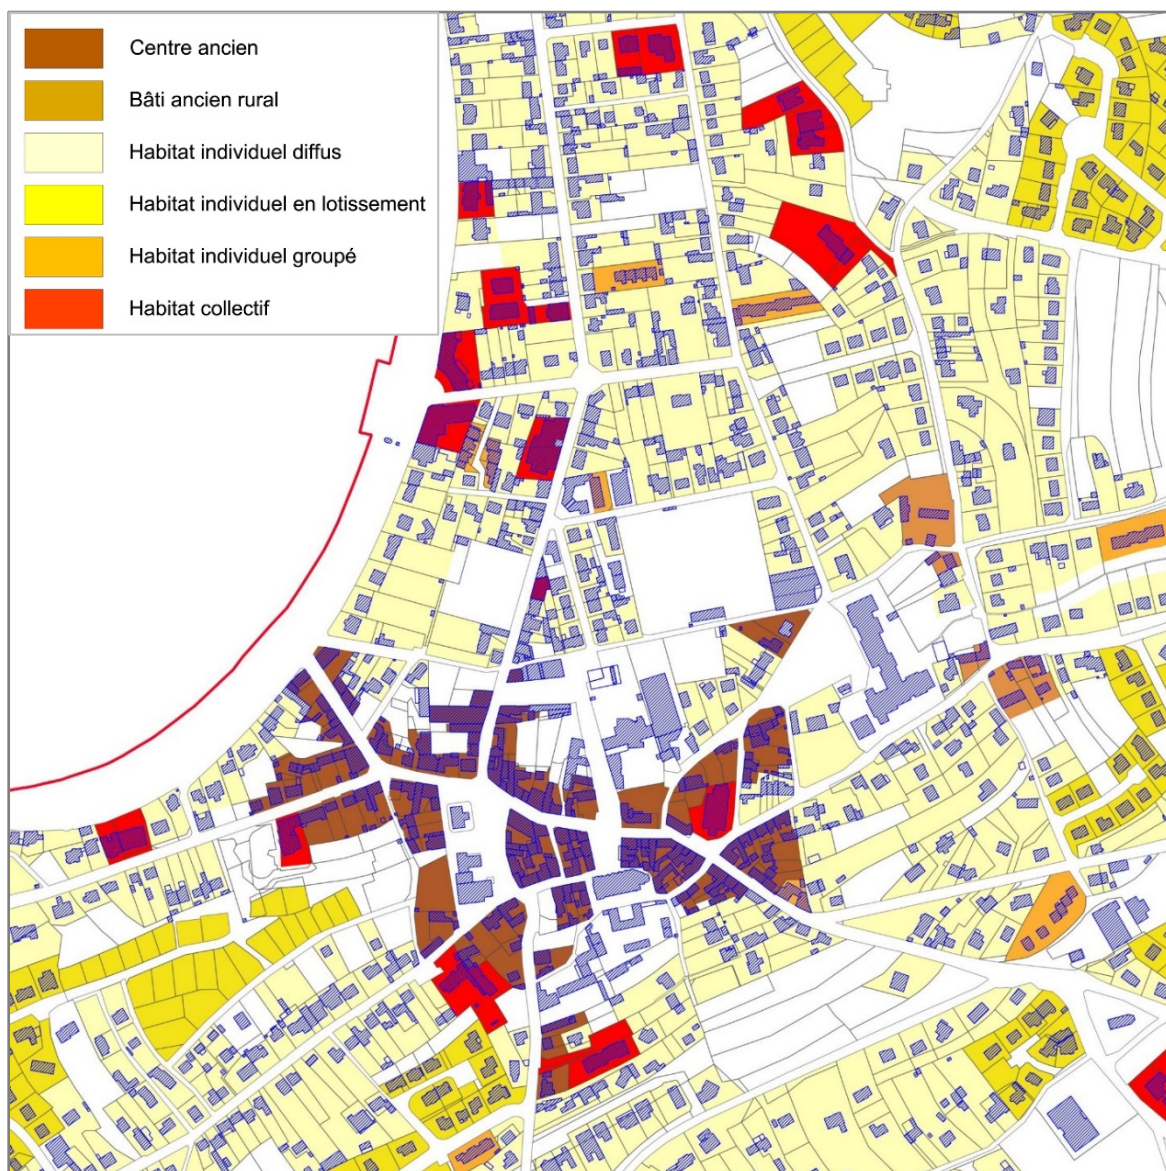 Centre ancien
Bâti ancien rural
Habitat individuel diffus
Habitat individuel en lotissement
Habitat individuel groupé
Habitat collectif